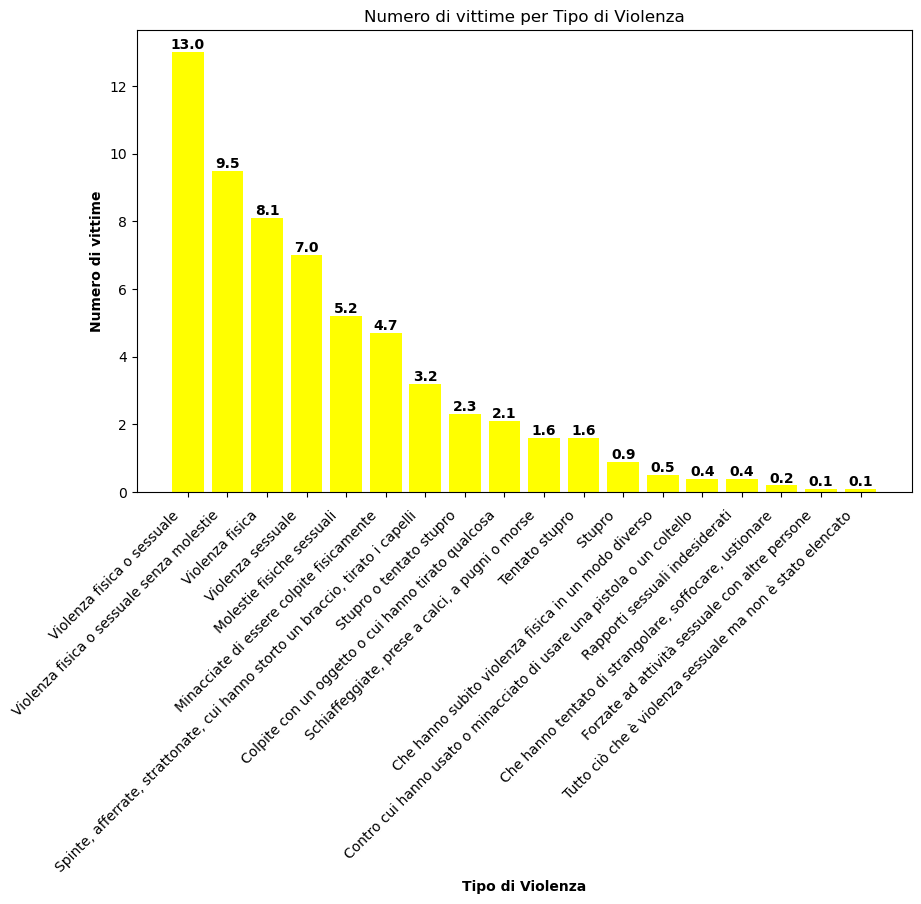 Numero di vittime per Tipo di Violenza
Numero di vittime
12
10
8
6
4
2
0
13.0
9.5
8.1
7.0
5.2
4.7
3.2
2.3
2.1
1.6
1.6
0.9
0.5
0.4
0.4
0.2
0.1
0.1
Violenza fisica o sessuale
Violenza fisica o sessuale senza molestie
Violenza fisica
Violenza sessuale
Molestie fisiche sessuali
Minacciate di essere colpite fisicamente
Spinte, afferrate, strattonate, cui hanno storto un braccio, tirato i capelli
Stupro o tentato stupro
Colpite con un oggetto o cui hanno tirato qualcosa
Schiaffeggiate, prese a calci, a pugni o morse
Tentato stupro
Stupro
Che hanno subito violenza fisica in un modo diverso
Contro cui hanno usato o minacciato di usare una pistola o un coltello
Rapporti sessuali indesiderati
Che hanno tentato di strangolare, soffocare, ustionare
Forzate ad attività sessuale con altre persone
Tutto ciò che è violenza sessuale ma non è stato elencato
Tipo di Violenza